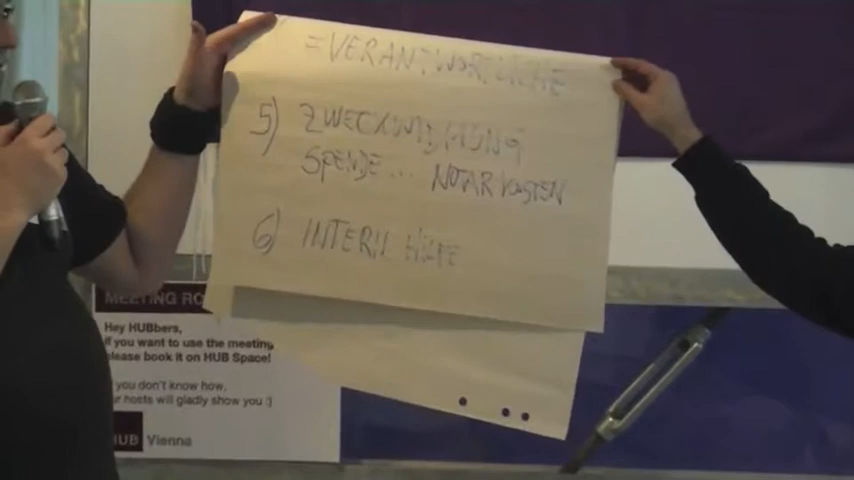 = VERANTWORTLICHE
5) ZWECKWIDMUNG
SPENDE... NOTARKOSTEN
6) INTERN HILFE
MEETING RO
Hey HUBbers,
if you want to use the meeting
please book it on HUB Space!
you don't know how,
ur hosts will gladly show you :)
HUB Vienna